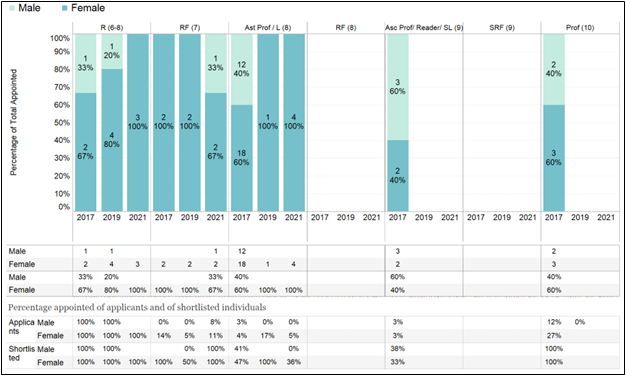 Male Female
R (6-8) RF (7) Ast Prof / L (8) RF (8) Asc Prof/ Reader/ SL (9) SRF (9) Prof (10)
Percentage of Total Appointed
100%
90%
80%
70%
60%
50%
40%
30%
20%
10%
0%
1 33% 1 20% 1 33% 12 40% 3 60% 2 40%
2 67% 4 80% 3 100% 2 100% 2 100% 2 67% 18 60% 1 100% 4 100% 2 40% 3 60%
2017 2019 2021 2017 2019 2021 2017 2019 2021 2017 2019 2021 2017 2019 2021 2017 2019 2021 2017 2019 2021
Male 1 1 1 12 3 2
Female 2 4 3 2 2 2 18 1 4 2 3
Male 33% 20% 33% 40% 60% 40%
Female 67% 80% 100% 100% 100% 67% 60% 100% 100% 40% 60%
Percentage appointed of applicants and of shortlisted individuals
Applica nts Male 100% 100% 0% 0% 8% 3% 0% 0% 3% 12% 0%
Female 100% 100% 100% 14% 5% 11% 4% 17% 5% 3% 27%
Shortlis ted Male 100% 100% 0% 100% 41% 0% 38% 100%
Female 100% 100% 100% 100% 50% 100% 47% 100% 36% 33% 100%